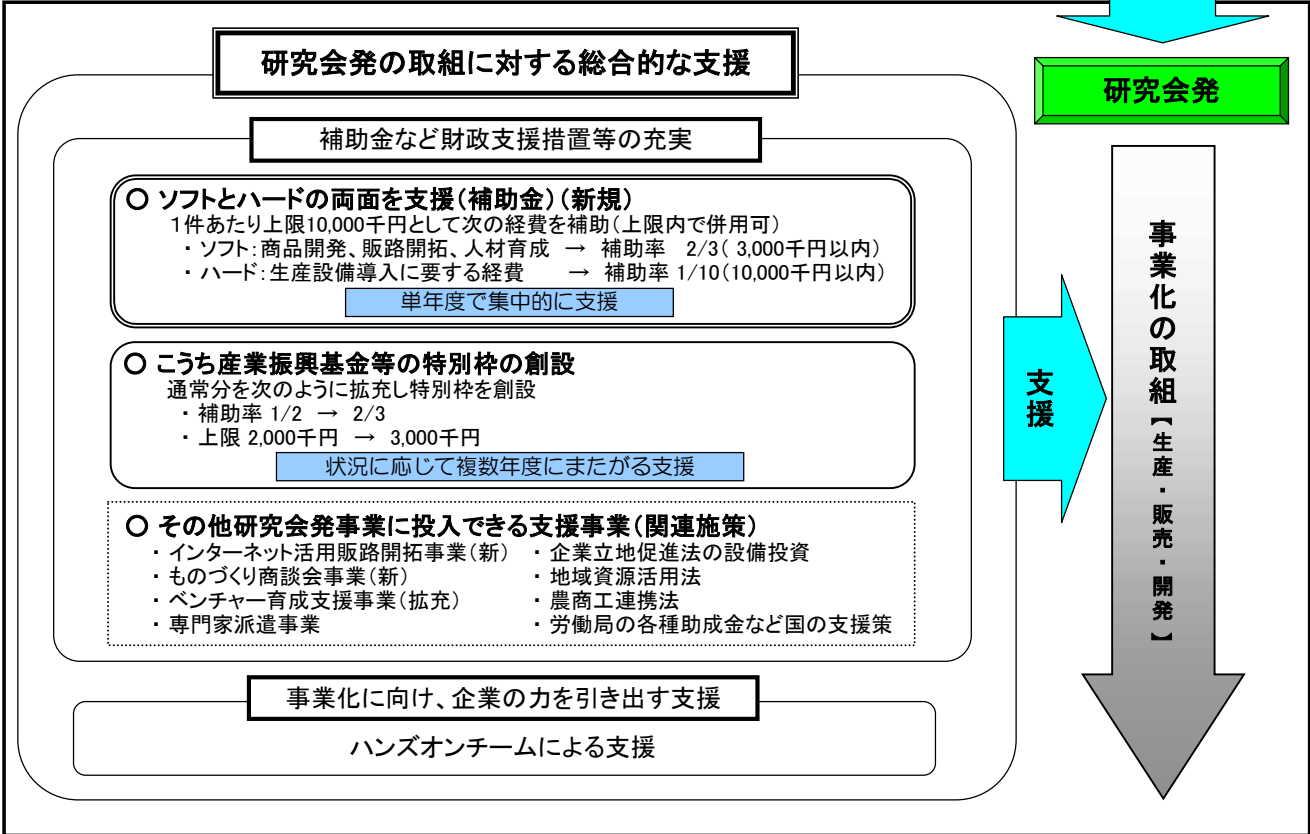 研究会発の取組に対する総合的な支援
補助金など財政支援措置等の充実
○ ソフトとハードの両面を支援(補助金)(新規)
1件あたり上限10,000千円として次の経費を補助(上限内で併用可)
・ ソフト:商品開発、販路開拓、人材育成 → 補助率 2/3( 3,000千円以内)
・ ハード:生産設備導入に要する経費 → 補助率 1/10(10,000千円以内)
単年度で集中的に支援
○ こうち産業振興基金等の特別枠の創設
通常分を次のように拡充し特別枠を創設
・ 補助率 1/2 → 2/3
・ 上限 2,000千円 → 3,000千円
状況に応じて複数年度にまたがる支援
○ その他研究会発事業に投入できる支援事業(関連施策)
・ インターネット活用販路開拓事業(新) ・ 企業立地促進法の設備投資
・ ものづくり商談会事業(新) ・ 地域資源活用法
・ ベンチャー育成支援事業(拡充) ・ 農商工連携法
・ 専門家派遣事業 ・ 労働局の各種助成金など国の支援策
事業化に向け、企業の力を引き出す支援
ハンズオンチームによる支援
支援
研究会発
事業化の取組【生産・販売・開発】